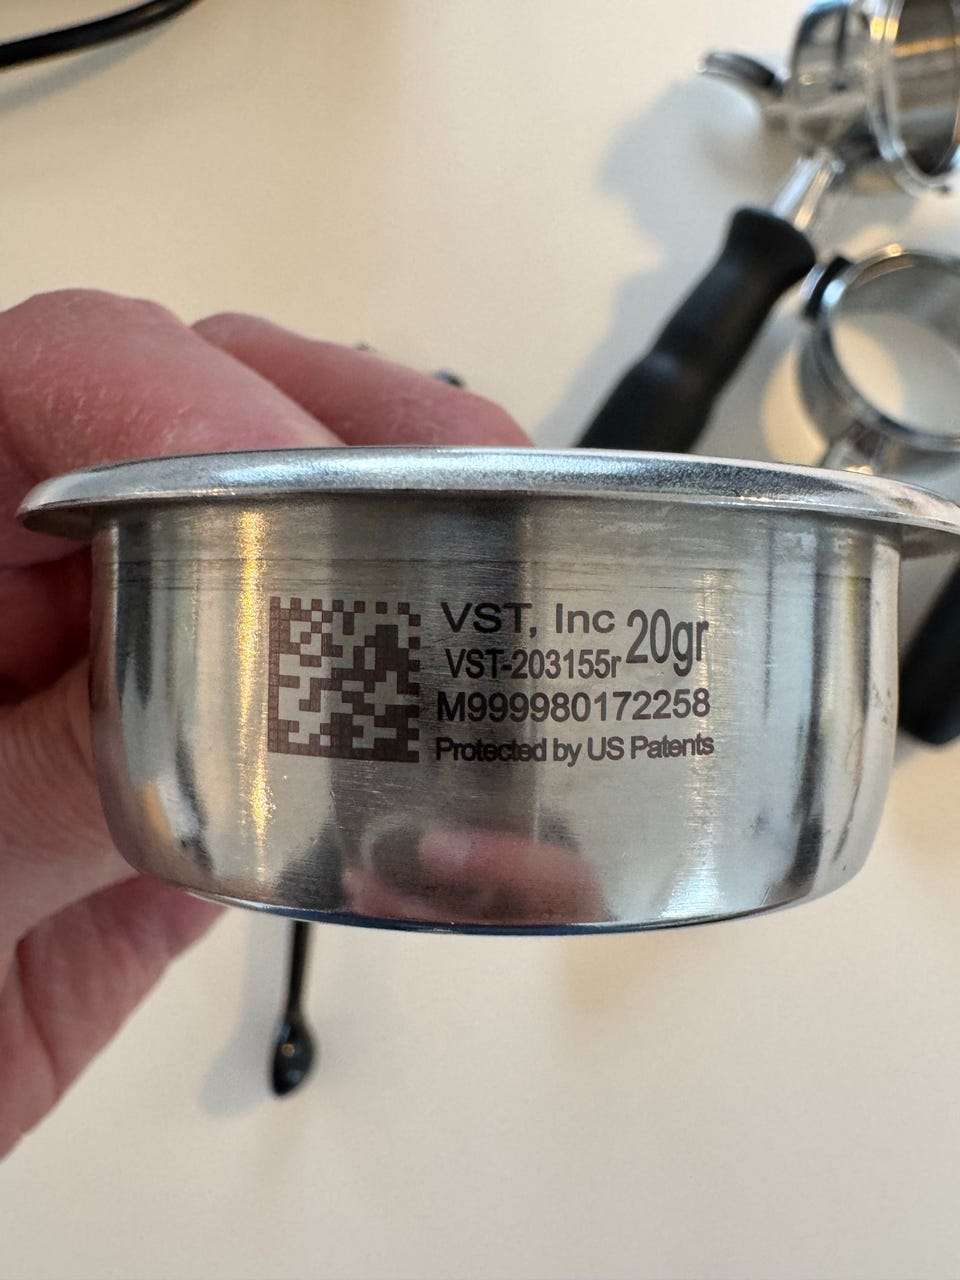 VST, Inc 20gr
VST-203155r
M999980172258
Protected by US Patents